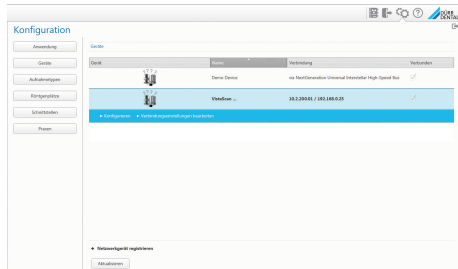 DÜRR
DENTAL
Konfiguration
Anwendung
Geräte
Aufnahmetypen
Röntgenplätze
Schnittstellen
Praxen
Geräte
Gerät Name Verbindung Verbunden
???
Demo Device via NextGeneration Universal Interstellar High-Speed Bus
???
VistaScan ... 10.2.200.01 / 192.168.0.25
Konfigurieren Verbindungseinstellungen bearbeiten
Netzwerkgerät registrieren
Aktualisieren